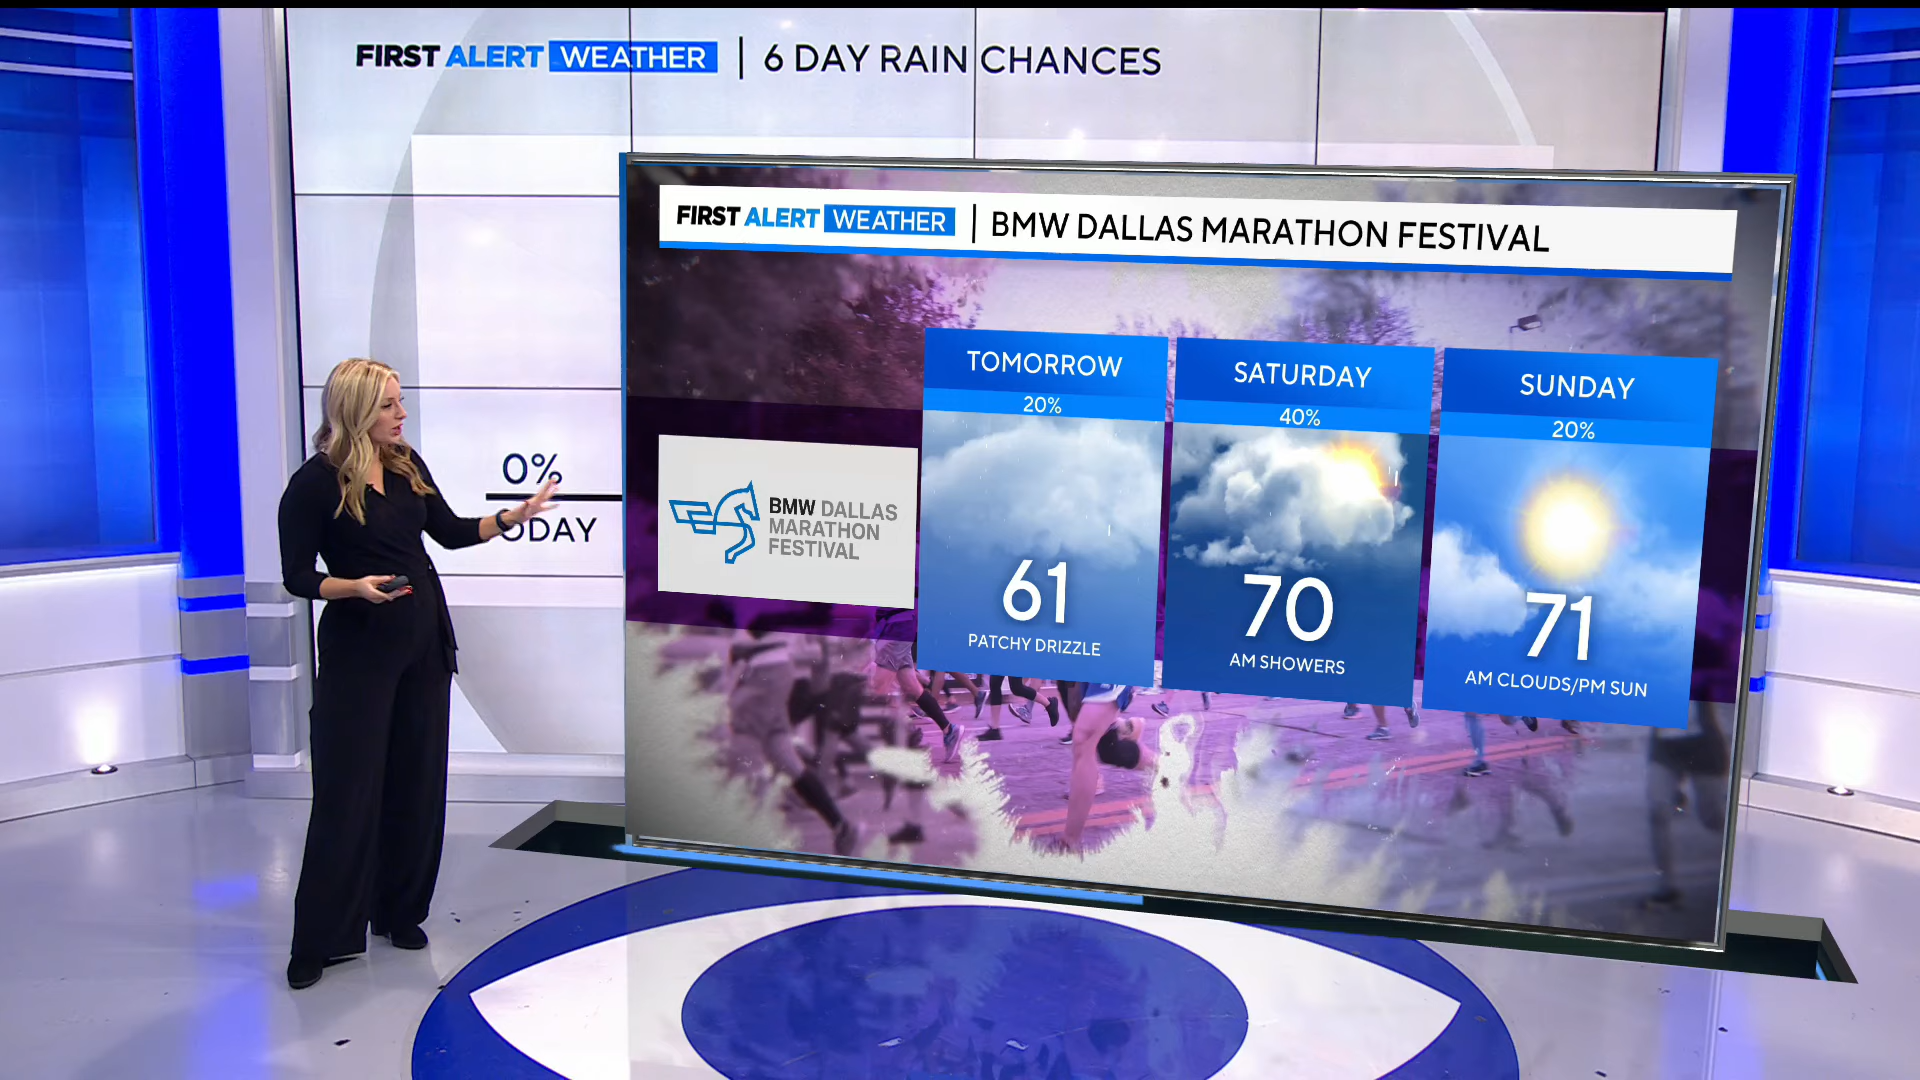 FIRST ALERT WEATHER | 6 DAY RAIN CHANCES
FIRST ALERT WEATHER | BMW DALLAS MARATHON FESTIVAL
TOMORROW
20%
61
PATCHY DRIZZLE
SATURDAY
40%
70
AM SHOWERS
SUNDAY
20%
71
AM CLOUDS/PM SUN
BMW DALLAS
MARATHON
FESTIVAL
0%
ODAY